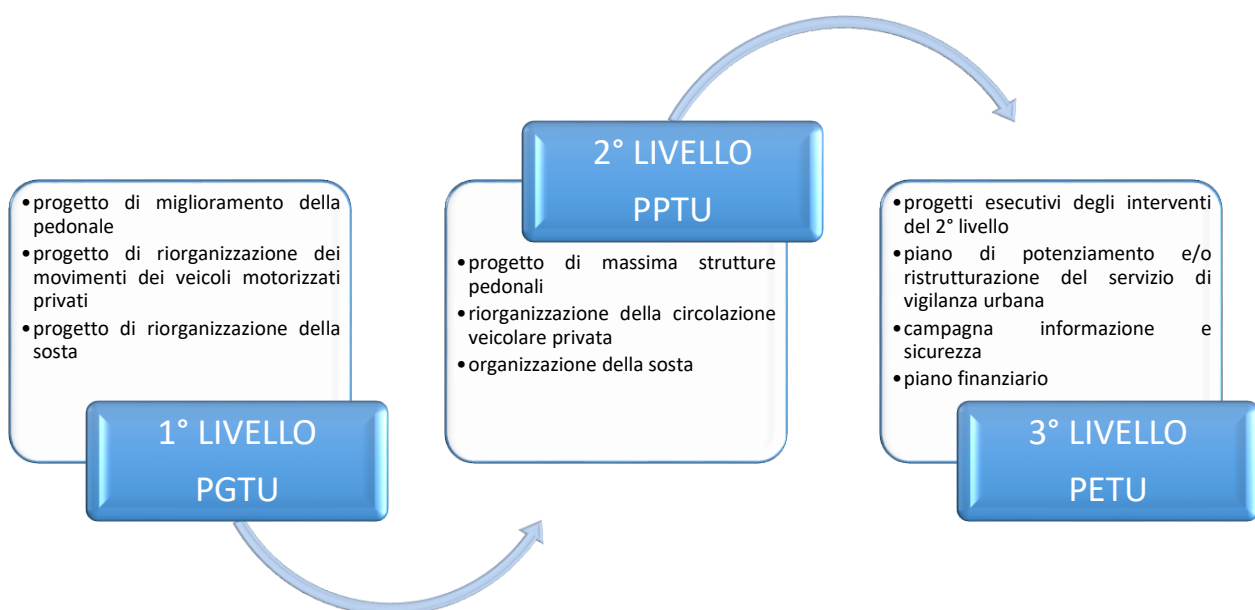 •progetto di miglioramento della
pedonale
•progetto di riorganizzazione dei
movimenti dei veicoli motorizzati
privati
•progetto di riorganizzazione della
sosta
1° LIVELLO
PGTU
2° LIVELLO
PPTU
•progetto di massima strutture
pedonali
•riorganizzazione della circolazione
veicolare privata
•organizzazione della sosta
•progetti esecutivi degli interventi
del 2° livello
•piano di potenziamento e/o
ristrutturazione del servizio di
vigilanza urbana
•campagna informazione e
sicurezza
•piano finanziario
3° LIVELLO
PETU